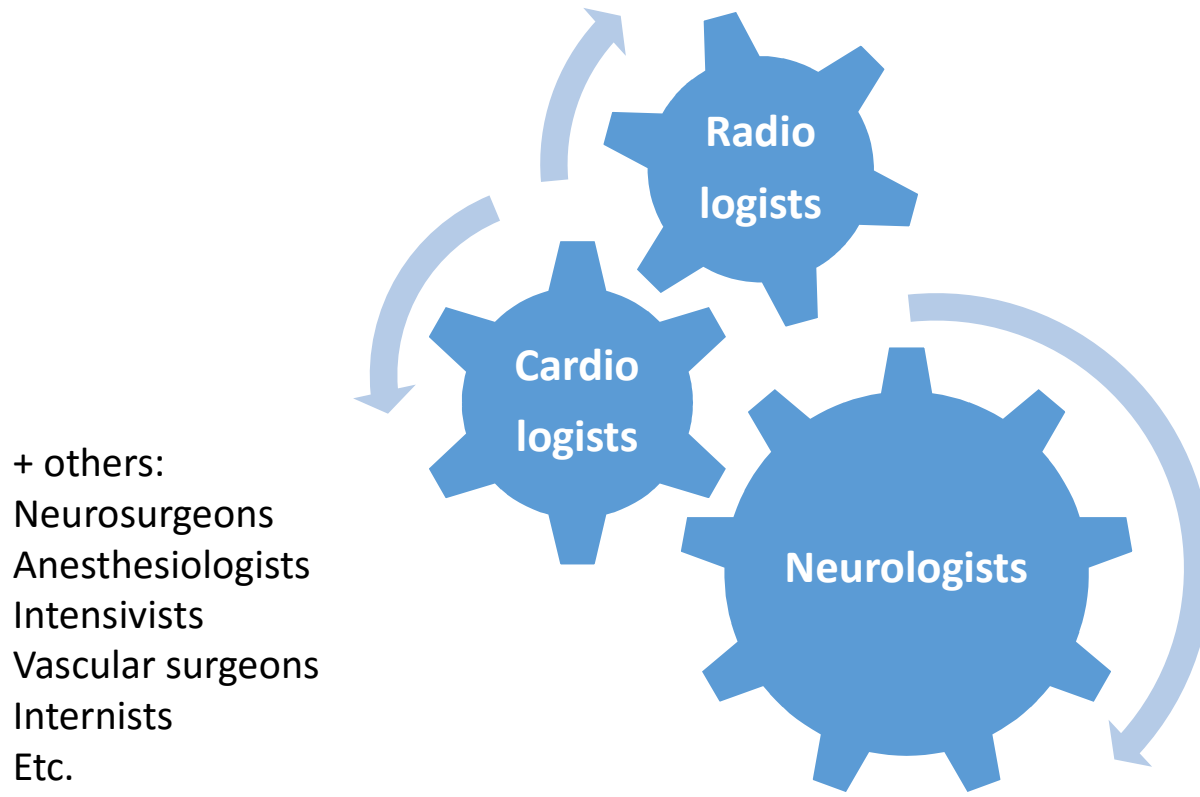 Radio
logists
Cardio
logists
Neurologists
+ others:
Neurosurgeons
Anesthesiologists
Intensivists
Vascular surgeons
Internists
Etc.